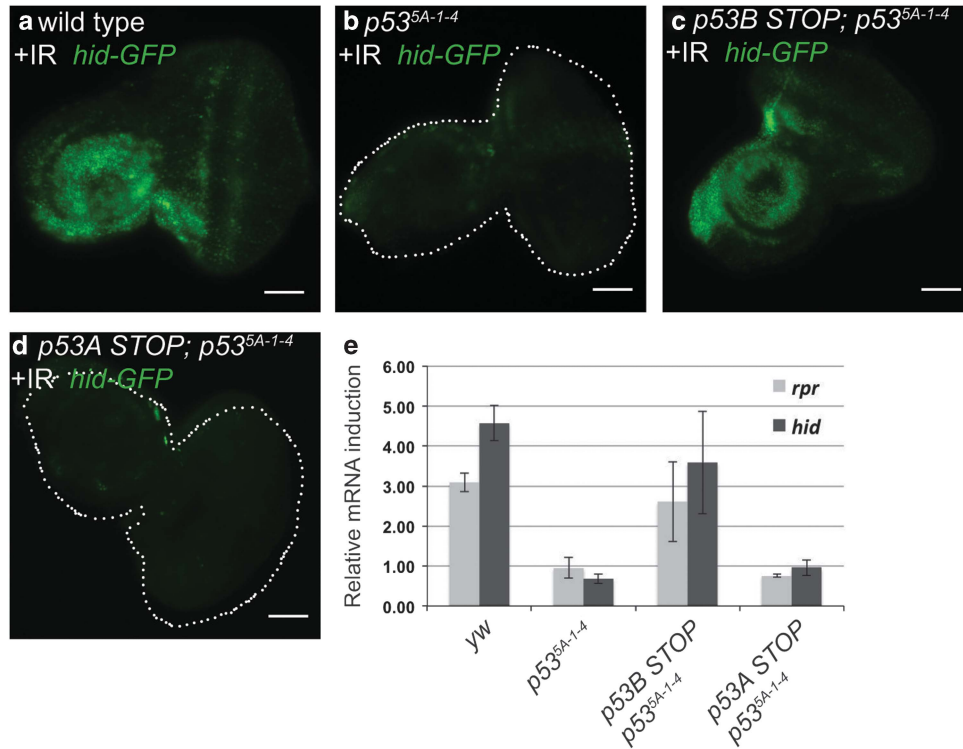 a wild type
+IR hid-GFP
b p53^5A-1-4
+IR hid-GFP
c p53B STOP; p53^5A-1-4
+IR hid-GFP
d p53A STOP; p53^5A-1-4
+IR hid-GFP
e
Relative mRNA induction
6.00
5.00
4.00
3.00
2.00
1.00
0.00
rpr
hid
yw
p53^5A-1-4
p53B STOP
p53^5A-1-4
p53A STOP
p53^5A-1-4